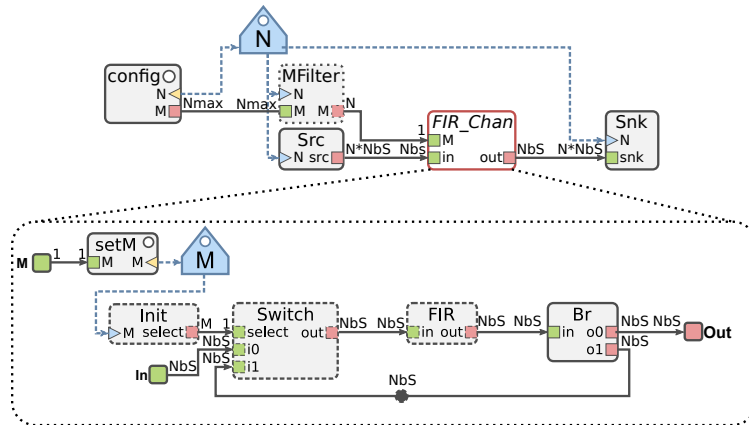 N
config
N
M
Nmax
Nmax
MFilter
N
M
M
N
Src
N
src
N*NbS
Nbs
FIR_Chan
1
M
in
out
NbS
N*NbS
Snk
N
snk
M
1
1
setM
M
M
M
Init
M
select
M
1
Switch
select
i0
i1
out
NbS
NbS
In
NbS
NbS
NbS
FIR
in
out
NbS
NbS
Br
in
o0
o1
NbS
NbS
NbS
Out
NbS